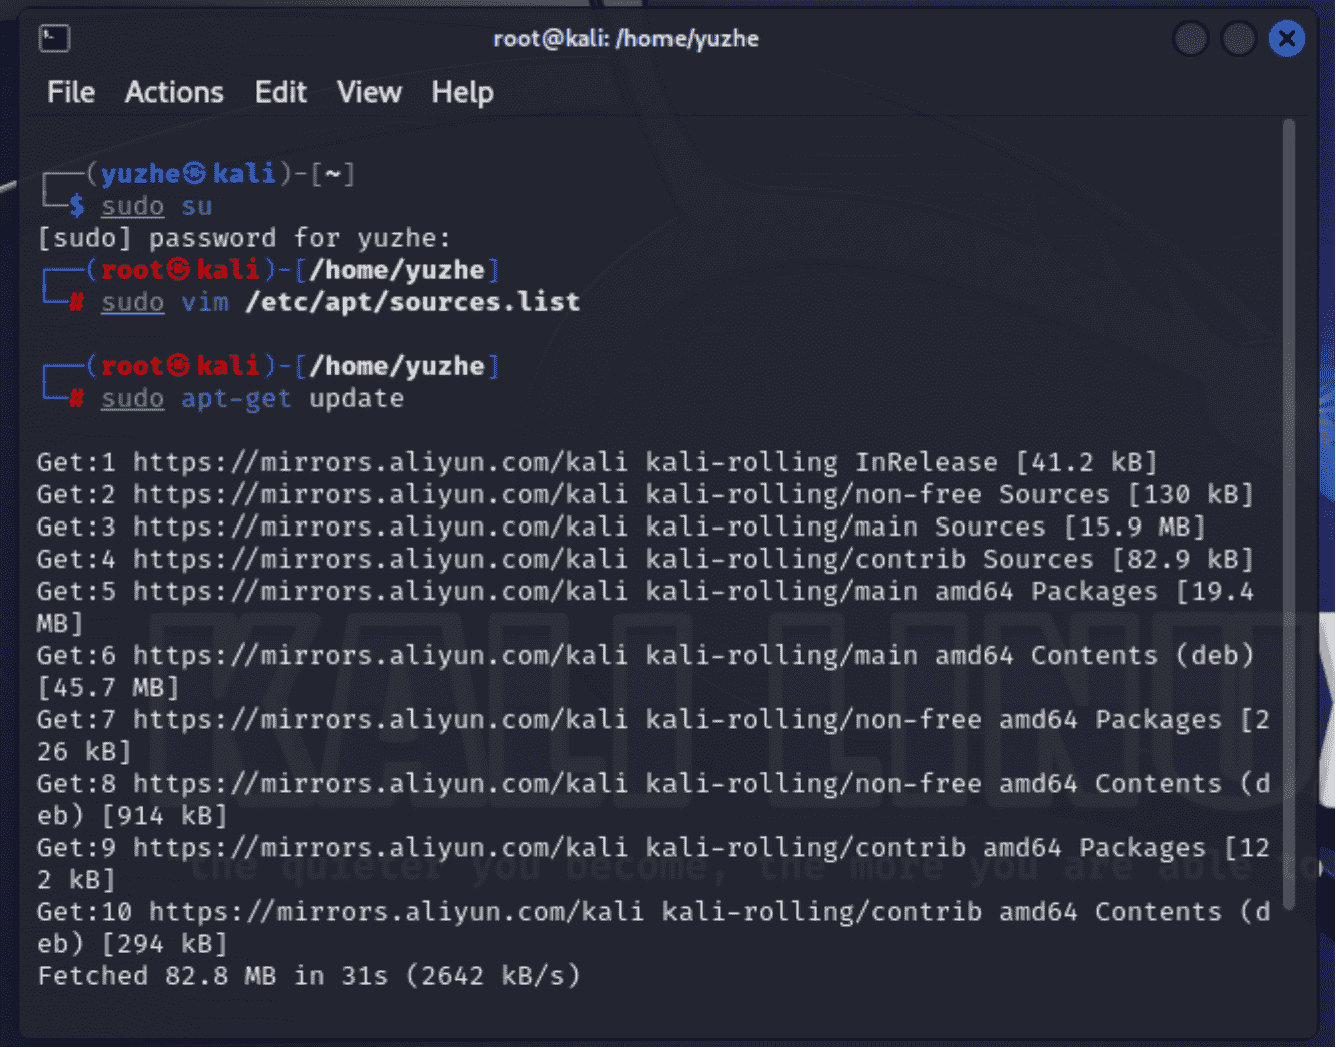 root@kali: /home/yuzhe
File Actions Edit View Help
(yuzhe㉿kali)-[~]
$ sudo su
[sudo] password for yuzhe:
(root㉿kali)-[/home/yuzhe]
# sudo vim /etc/apt/sources.list
(root㉿kali)-[/home/yuzhe]
# sudo apt-get update
Get:1 https://mirrors.aliyun.com/kali kali-rolling InRelease [41.2 kB]
Get:2 https://mirrors.aliyun.com/kali kali-rolling/non-free Sources [130 kB]
Get:3 https://mirrors.aliyun.com/kali kali-rolling/main Sources [15.9 MB]
Get:4 https://mirrors.aliyun.com/kali kali-rolling/contrib Sources [82.9 kB]
Get:5 https://mirrors.aliyun.com/kali kali-rolling/main amd64 Packages [19.4
MB]
Get:6 https://mirrors.aliyun.com/kali kali-rolling/main amd64 Contents (deb)
[45.7 MB]
Get:7 https://mirrors.aliyun.com/kali kali-rolling/non-free amd64 Packages [2
26 kB]
Get:8 https://mirrors.aliyun.com/kali kali-rolling/non-free amd64 Contents (d
eb) [914 kB]
Get:9 https://mirrors.aliyun.com/kali kali-rolling/contrib amd64 Packages [12
2 kB]
Get:10 https://mirrors.aliyun.com/kali kali-rolling/contrib amd64 Contents (d
eb) [294 kB]
Fetched 82.8 MB in 31s (2642 kB/s)
KALI LINU
the quieter you become, the more you are able to